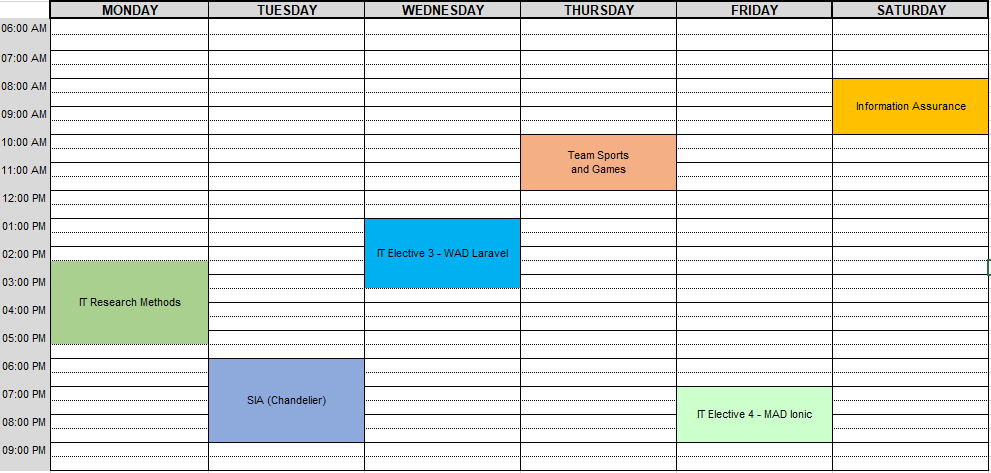 MONDAY TUESDAY WEDNESDAY THURSDAY FRIDAY SATURDAY
06:00 AM
07:00 AM
08:00 AM
Information Assurance
09:00 AM
10:00 AM
Team Sports
and Games
11:00 AM
12:00 PM
01:00 PM
02:00 PM
IT Elective 3 - WAD Laravel
03:00 PM
IT Research Methods
04:00 PM
05:00 PM
06:00 PM
SIA (Chandelier)
07:00 PM
IT Elective 4 - MAD Ionic
08:00 PM
09:00 PM